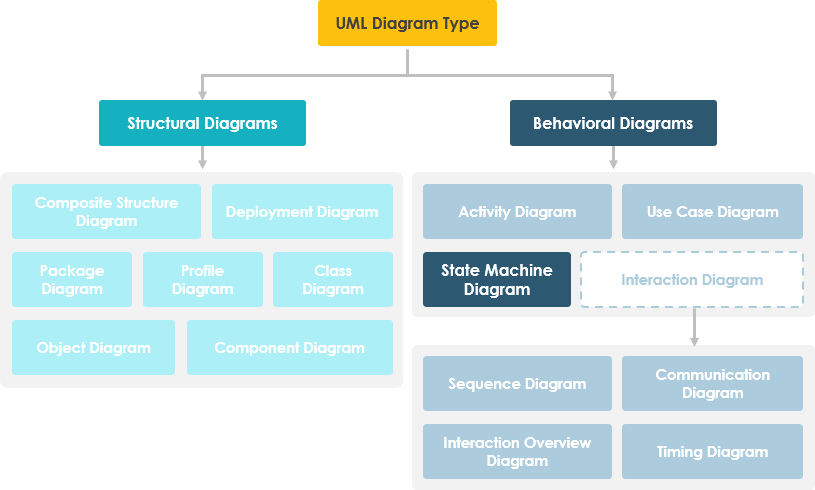 UML Diagram Type
Structural Diagrams
Behavioral Diagrams
Composite Structure
Diagram
Deployment Diagram
Package
Diagram
Profile
Diagram
Class
Diagram
Object Diagram
Component Diagram
Activity Diagram
Use Case Diagram
State Machine
Diagram
Interaction Diagram
Sequence Diagram
Communication
Diagram
Interaction Overview
Diagram
Timing Diagram